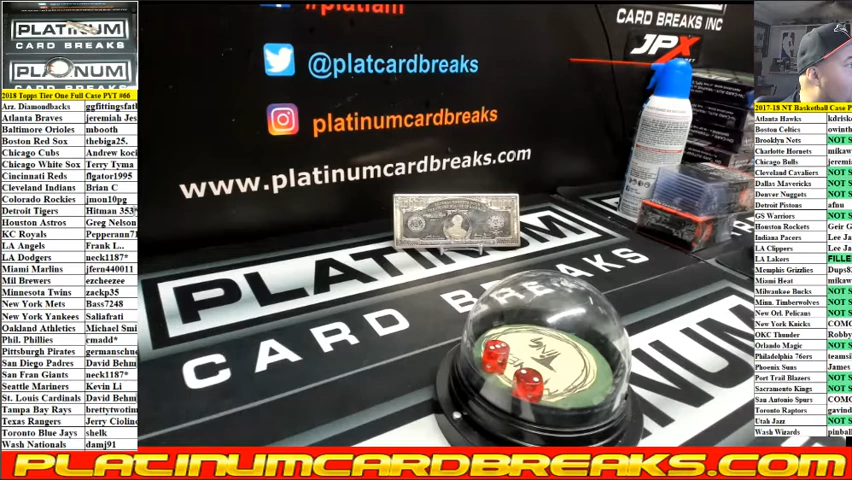 PLATINUM
CARD BREAKS
PLATINUM
2018 Topps Tier One Full Case PYT #66
Arz. Diamondbacks ggfittingsfatl
Atlanta Braves jeremiah Jes
Baltimore Orioles mbooth
Boston Red Sox thebiga25.
Chicago Cubs Andrew koci
Chicago White Sox Terry Tyma
Cincinnati Reds flgator1995
Cleveland Indians Brian C
Colorado Rockies jmon10pg
Detroit Tigers Hitman 353*
Houston Astros Greg Nelson
KC Royals Pepperann71
LA Angels Frank L..
LA Dodgers neck1187*
Miami Marlins jfern440011
Mil Brewers ezcheezee
Minnesota Twins zackp35
New York Mets Bass7248
New York Yankees Saliafrati
Oakland Athletics Michael Smi
Phil. Phillies cmadd*
Pittsburgh Pirates germanschne
San Diego Padres David Behm
San Fran Giants neck1187*
Seattle Mariners Kevin Li
St. Louis Cardinals David Behm
Tampa Bay Rays brettytwotim
Texas Rangers Jerry Ciolino
Toronto Blue Jays shelk
Wash Nationals damj91
#platfam
@platcardbreaks
platinumcardbreaks
www.platinumcardbreaks.com
CARD BREAKS INC
JPX
PLATINUM
CARD BREAKS
2017-18 NT Basketball Case P
Atlanta Hawks kdrisk
Boston Celtics owinth
Brooklyn Nets NOT S
Charlotte Hornets mikaw
Chicago Bulls jeremi
Cleveland Cavaliers NOT S
Dallas Mavericks NOT S
Denver Nuggets NOT S
Detroit Pistons afnu
GS Warriors NOT S
Houston Rockets Geir G
Indiana Pacers Lee Ja
LA Clippers Lee Ja
LA Lakers FILLE
Memphis Grizzlies Dups8
Miami Heat mikaw
Milwaukee Bucks NOT S
Minn. Timberwolves NOT S
New Orl. Pelicans NOT S
New York Knicks COMC
OKC Thunder Robby
Orlando Magic NOT S
Philadelphia 76ers teamsi
Phoenix Suns James
Port Trail Blazers NOT S
Sacramento Kings NOT S
San Antonio Spurs COMC
Toronto Raptors gavind
Utah Jazz NOT S
Wash Wizards pinball
PLATINUMCARDBREAKS.COM